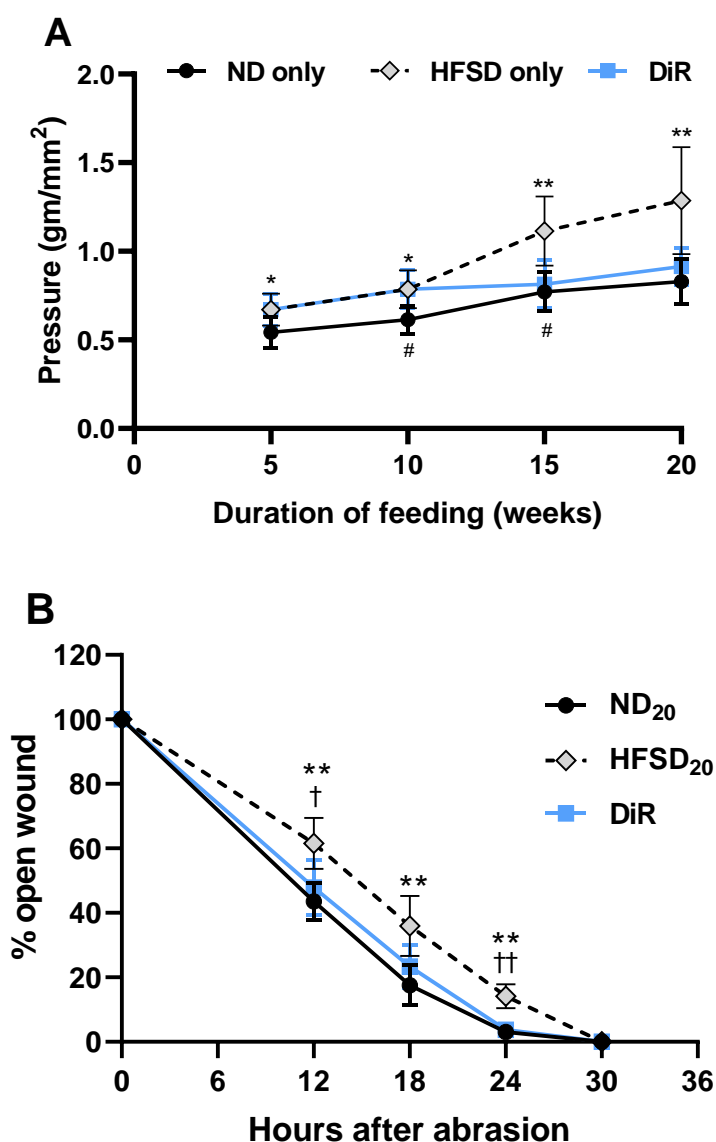 A
ND only HFSD only DiR
2.0
1.5
1.0
0.5
0.0
Pressure (gm/mm²)
* * ** **
# #
0 5 10 15 20
Duration of feeding (weeks)
B
120
100
80
60
40
20
0
% open wound
ND₂₀
HFSD₂₀
DiR
**
†
**
**
††
0 6 12 18 24 30 36
Hours after abrasion